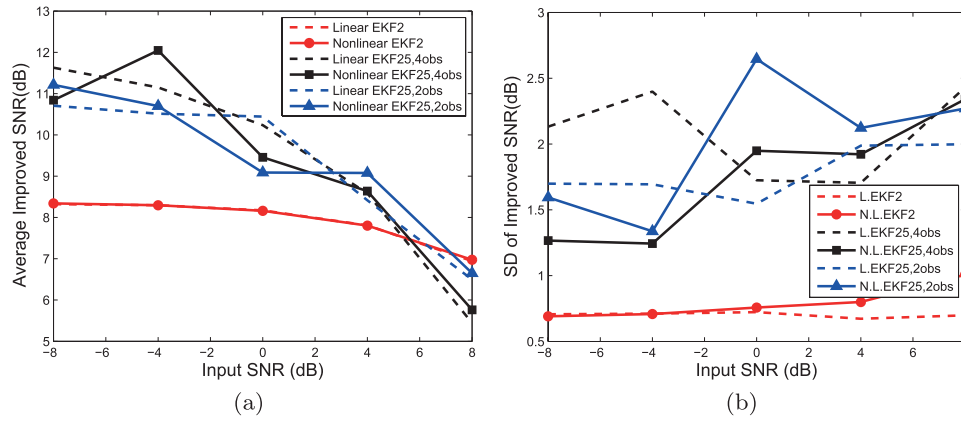 13
12
11
10
9
8
7
6
5
−8
−6
−4
−2
0
2
4
6
8
Average Improved SNR(dB)
Input SNR (dB)
Linear EKF2
Nonlinear EKF2
Linear EKF25,4obs
Nonlinear EKF25,4obs
Linear EKF25,2obs
Nonlinear EKF25,2obs
(a)
3
2.5
2
1.5
1
0.5
−8
−6
−4
−2
0
2
4
6
SD of Improved SNR(dB)
Input SNR (dB)
L.EKF2
N.L.EKF2
L.EKF25,4obs
N.L.EKF25,4obs
L.EKF25,2obs
N.L.EKF25,2obs
(b)